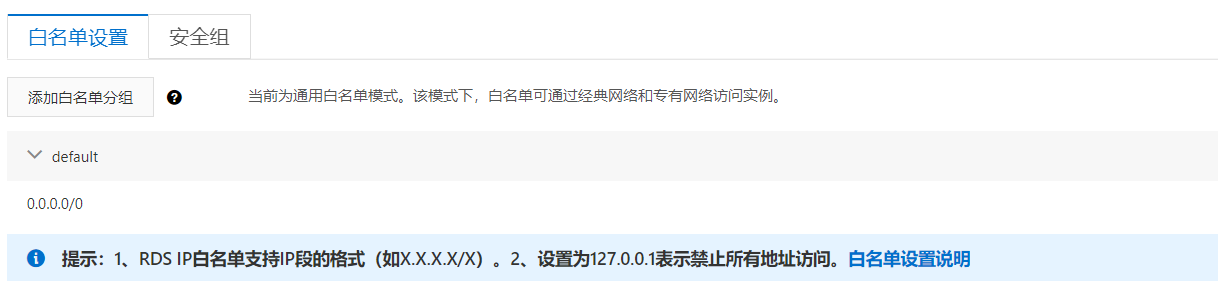 白名单设置 安全组
添加白名单分组 ? 当前为通用白名单模式。该模式下，白名单可通过经典网络和专有网络访问实例。
default
0.0.0.0/0
提示：1、RDS IP白名单支持IP段的格式（如X.X.X.X/X）。2、设置为127.0.0.1表示禁止所有地址访问。白名单设置说明